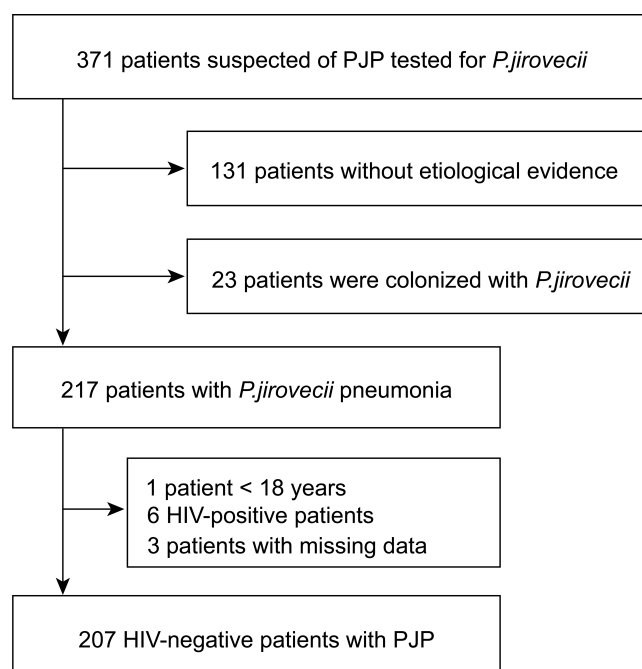 371 patients suspected of PJP tested for P.jirovecii
131 patients without etiological evidence
23 patients were colonized with P.jirovecii
217 patients with P.jirovecii pneumonia
1 patient < 18 years
6 HIV-positive patients
3 patients with missing data
207 HIV-negative patients with PJP